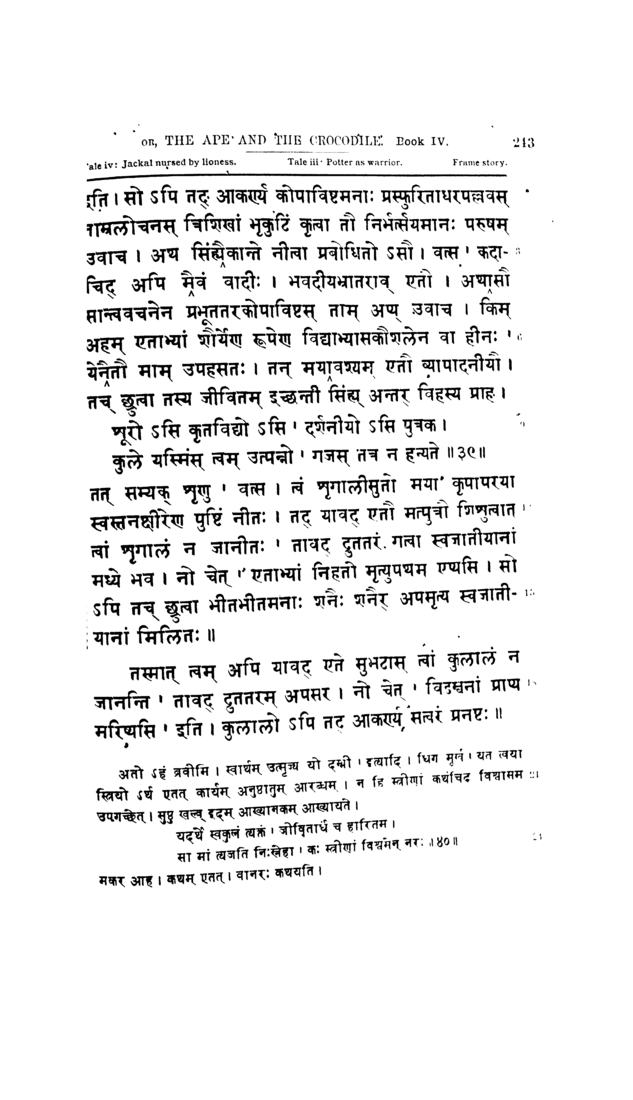 or, THE APE AND THE CROCODILE. Book IV. 243
Tale iv: Jackal nursed by lioness. Tale iii: Potter as warrior. Frame story.
इति । सो ऽपि तद् आकर्ण्य कोपाविष्टमनाः प्रस्फुरिताधरपल्लवस्
ताम्रलोचनस् त्रिशिखां भृकुटिं कृत्वा तौ निर्भर्त्सयमानः परुषम्
उवाच । अथ सिंह्यैकान्ते नीत्वा प्रबोधितो ऽसौ । वत्स ' कदा-
चिद् अपि मैवं वादीः । भवदीयभ्रातराव् एतौ । अथासौ
सान्त्ववचनेन प्रभूततरकोपाविष्टस् ताम् अप्य् उवाच । किम्
अहम् एताभ्यां शौर्येण रूपेण विद्याभ्यासकौशलेन वा हीनः '
येनैतौ माम् उपहसतः । तन् मयावश्यम् एतौ व्यापादनीयौ ।
तच् छ्रुत्वा तस्य जीवितम् इच्छन्ती सिंह्य् अन्तर् विहस्य प्राह ।
शूरो ऽसि कृतविद्यो ऽसि ' दर्शनीयो ऽसि पुत्रक ।
कुले यस्मिंस् त्वम् उत्पन्नो ' गजस् तत्र न हन्यते ॥३९॥
तत् सम्यक् शृणु ' वत्स । त्वं शृगालीसुतो मया कृपापरया
स्वस्तनक्षीरेण पुष्टिं नीतः । तद् यावद् एतौ मत्पुत्रौ शिशुत्वात्
त्वां शृगालं न जानीतः ' तावद् द्रुततरं गत्वा स्वजातीयानां
मध्ये भव । नो चेत् ' एताभ्यां निहतो मृत्युपथम् एष्यसि । सो
ऽपि तच् छ्रुत्वा भीतभीतमनाः शनैः शनैर् अपसृत्य स्वजाती-
यानां मिलितः ॥
तस्मात् त्वम् अपि यावद् एते सुभटास् त्वां कुलालं न
जानन्ति ' तावद् द्रुततरम् अपसर । नो चेत् ' विडम्बनां प्राप्य
मरिष्यसि ' इति । कुलालो ऽपि तद् आकर्ण्य सत्वरं प्रनष्टः ॥
अतो ऽहं ब्रवीमि । स्वार्थम् उत्सृज्य यो दम्भी ' इत्यादि । धिग् मूर्ख ' यत् त्वया
स्त्रियो ऽर्थ एतत् कार्यम् अनुष्ठातुम् आरब्धम् । न हि स्त्रीणां कथंचिद् विश्वासम्
उपगच्छेत् । सुष्ठु खल्व् इदम् आख्यानकम् आख्यायते ।
यदर्थे स्वकुलं त्यक्तं ' जीवितार्धं च हारितम् ।
सा मां त्यजति निःस्नेहा ' कः स्त्रीणां विश्वसेन् नरः ॥४०॥
मकर आह । कथम् एतत् । वानरः कथयति ।